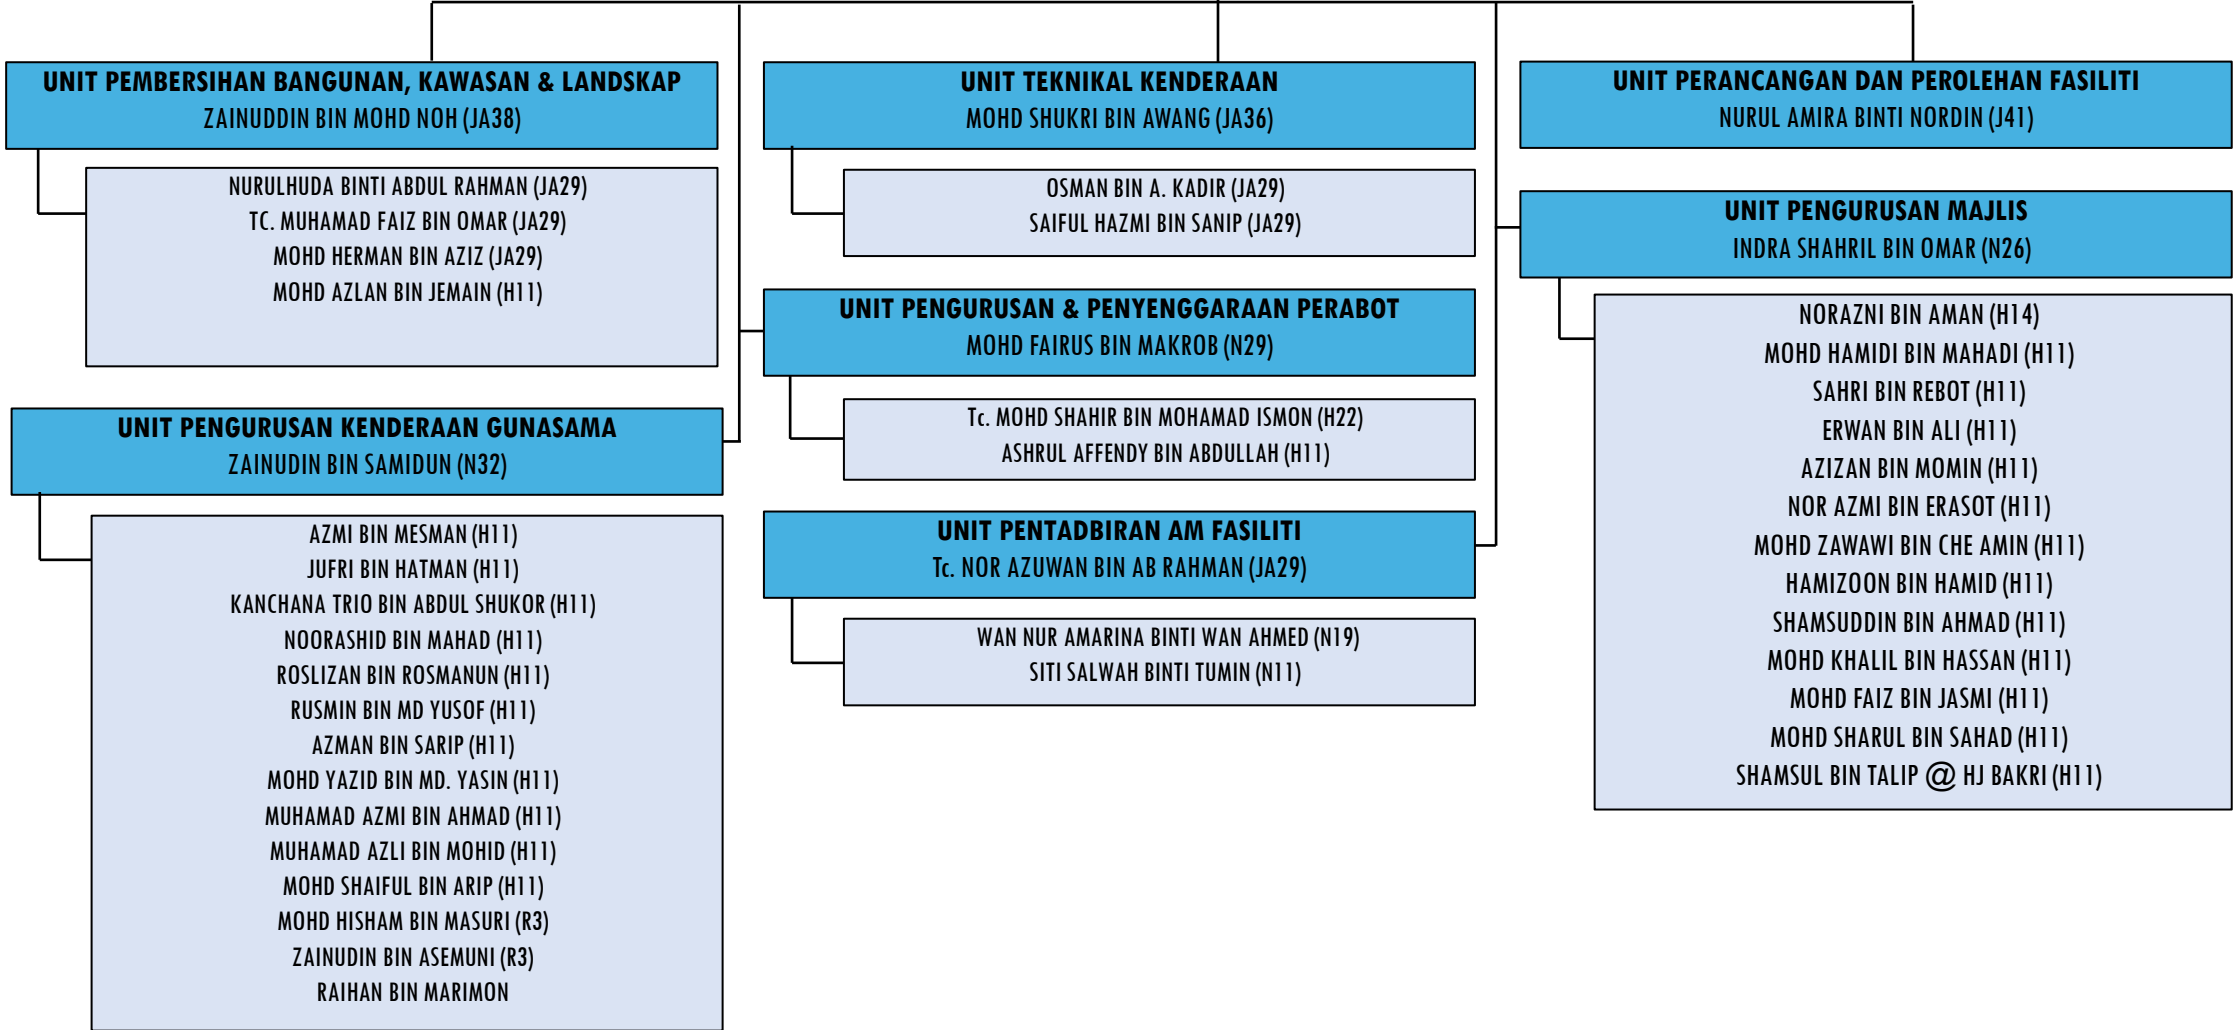 UNIT PEMBERSIHAN BANGUNAN, KAWASAN & LANDSKAP
ZAINUDDIN BIN MOHD NOH (JA38)
NURULHUDA BINTI ABDUL RAHMAN (JA29)
TC. MUHAMAD FAIZ BIN OMAR (JA29)
MOHD HERMAN BIN AZIZ (JA29)
MOHD AZLAN BIN JEMAIN (H11)
UNIT PENGURUSAN KENDERAAN GUNASAMA
ZAINUDIN BIN SAMIDUN (N32)
AZMI BIN MESMAN (H11)
JUFRI BIN HATMAN (H11)
KANCHANA TRIO BIN ABDUL SHUKOR (H11)
NOORASHID BIN MAHAD (H11)
ROSLIZAN BIN ROSMANUN (H11)
RUSMIN BIN MD YUSOF (H11)
AZMAN BIN SARIP (H11)
MOHD YAZID BIN MD. YASIN (H11)
MUHAMAD AZMI BIN AHMAD (H11)
MUHAMAD AZLI BIN MOHID (H11)
MOHD SHAIFUL BIN ARIP (H11)
MOHD HISHAM BIN MASURI (R3)
ZAINUDIN BIN ASEMUNI (R3)
RAIHAN BIN MARIMON
UNIT TEKNIKAL KENDERAAN
MOHD SHUKRI BIN AWANG (JA36)
OSMAN BIN A. KADIR (JA29)
SAIFUL HAZMI BIN SANIP (JA29)
UNIT PENGURUSAN & PENYENGGARAAN PERABOT
MOHD FAIRUS BIN MAKROB (N29)
Tc. MOHD SHAHIR BIN MOHAMAD ISMON (H22)
ASHRUL AFFENDY BIN ABDULLAH (H11)
UNIT PENTADBIRAN AM FASILITI
Tc. NOR AZUWAN BIN AB RAHMAN (JA29)
WAN NUR AMARINA BINTI WAN AHMED (N19)
SITI SALWAH BINTI TUMIN (N11)
UNIT PERANCANGAN DAN PEROLEHAN FASILITI
NURUL AMIRA BINTI NORDIN (J41)
UNIT PENGURUSAN MAJLIS
INDRA SHAHRIL BIN OMAR (N26)
NORAZNI BIN AMAN (H14)
MOHD HAMIDI BIN MAHADI (H11)
SAHRI BIN REBOT (H11)
ERWAN BIN ALI (H11)
AZIZAN BIN MOMIN (H11)
NOR AZMI BIN ERASOT (H11)
MOHD ZAWAWI BIN CHE AMIN (H11)
HAMIZOON BIN HAMID (H11)
SHAMSUDDIN BIN AHMAD (H11)
MOHD KHALIL BIN HASSAN (H11)
MOHD FAIZ BIN JASMI (H11)
MOHD SHARUL BIN SAHAD (H11)
SHAMSUL BIN TALIP @ HJ BAKRI (H11)